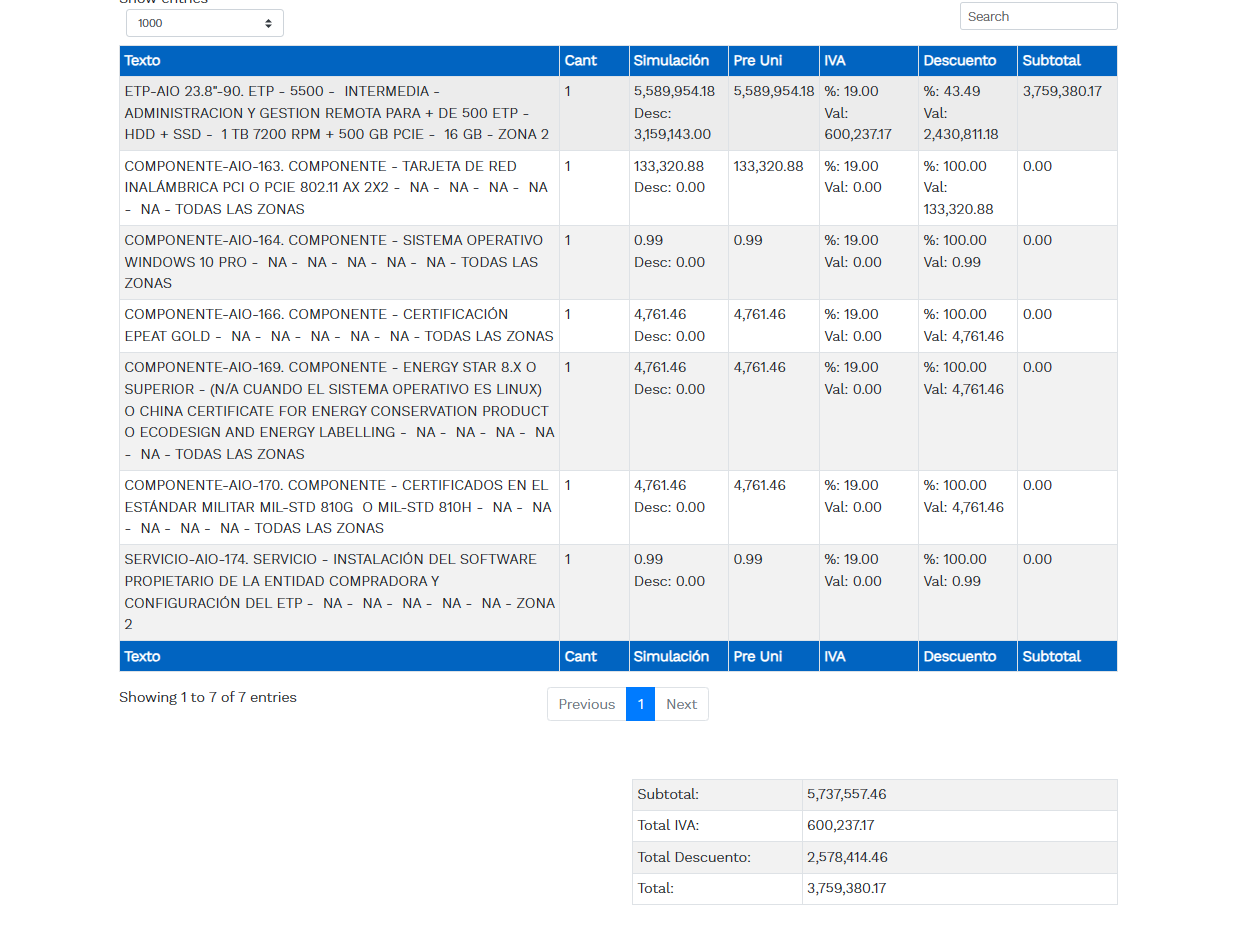 Show entries
1000
Search
Texto Cant Simulación Pre Uni IVA Descuento Subtotal
ETP-AIO 23.8"-90. ETP - 5500 - INTERMEDIA - 1 5,589,954.18 5,589,954.18 %: 19.00 %: 43.49 3,759,380.17
ADMINISTRACION Y GESTION REMOTA PARA + DE 500 ETP - Desc: Val: Val:
HDD + SSD - 1 TB 7200 RPM + 500 GB PCIE - 16 GB - ZONA 2 3,159,143.00 600,237.17 2,430,811.18
COMPONENTE-AIO-163. COMPONENTE - TARJETA DE RED 1 133,320.88 133,320.88 %: 19.00 %: 100.00 0.00
INALÁMBRICA PCI O PCIE 802.11 AX 2X2 - NA - NA - NA - NA Desc: 0.00 Val: 0.00 Val:
- NA - TODAS LAS ZONAS 133,320.88
COMPONENTE-AIO-164. COMPONENTE - SISTEMA OPERATIVO 1 0.99 0.99 %: 19.00 %: 100.00 0.00
WINDOWS 10 PRO - NA - NA - NA - NA - NA - TODAS LAS Desc: 0.00 Val: 0.00 Val: 0.99
ZONAS
COMPONENTE-AIO-166. COMPONENTE - CERTIFICACIÓN 1 4,761.46 4,761.46 %: 19.00 %: 100.00 0.00
EPEAT GOLD - NA - NA - NA - NA - NA - TODAS LAS ZONAS Desc: 0.00 Val: 0.00 Val: 4,761.46
COMPONENTE-AIO-169. COMPONENTE - ENERGY STAR 8.X O 1 4,761.46 4,761.46 %: 19.00 %: 100.00 0.00
SUPERIOR - (N/A CUANDO EL SISTEMA OPERATIVO ES LINUX) Desc: 0.00 Val: 0.00 Val: 4,761.46
O CHINA CERTIFICATE FOR ENERGY CONSERVATION PRODUCT
O ECODESIGN AND ENERGY LABELLING - NA - NA - NA - NA
- NA - TODAS LAS ZONAS
COMPONENTE-AIO-170. COMPONENTE - CERTIFICADOS EN EL 1 4,761.46 4,761.46 %: 19.00 %: 100.00 0.00
ESTÁNDAR MILITAR MIL-STD 810G O MIL-STD 810H - NA - NA Desc: 0.00 Val: 0.00 Val: 4,761.46
- NA - NA - NA - TODAS LAS ZONAS
SERVICIO-AIO-174. SERVICIO - INSTALACIÓN DEL SOFTWARE 1 0.99 0.99 %: 19.00 %: 100.00 0.00
PROPIETARIO DE LA ENTIDAD COMPRADORA Y Desc: 0.00 Val: 0.00 Val: 0.99
CONFIGURACIÓN DEL ETP - NA - NA - NA - NA - NA - ZONA
2
Texto Cant Simulación Pre Uni IVA Descuento Subtotal
Showing 1 to 7 of 7 entries
Previous 1 Next
Subtotal: 5,737,557.46
Total IVA: 600,237.17
Total Descuento: 2,578,414.46
Total: 3,759,380.17